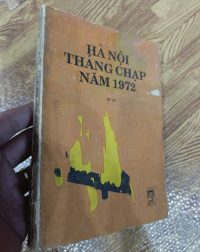 HÀ NỘI
THÁNG CHẠP
NĂM 1972